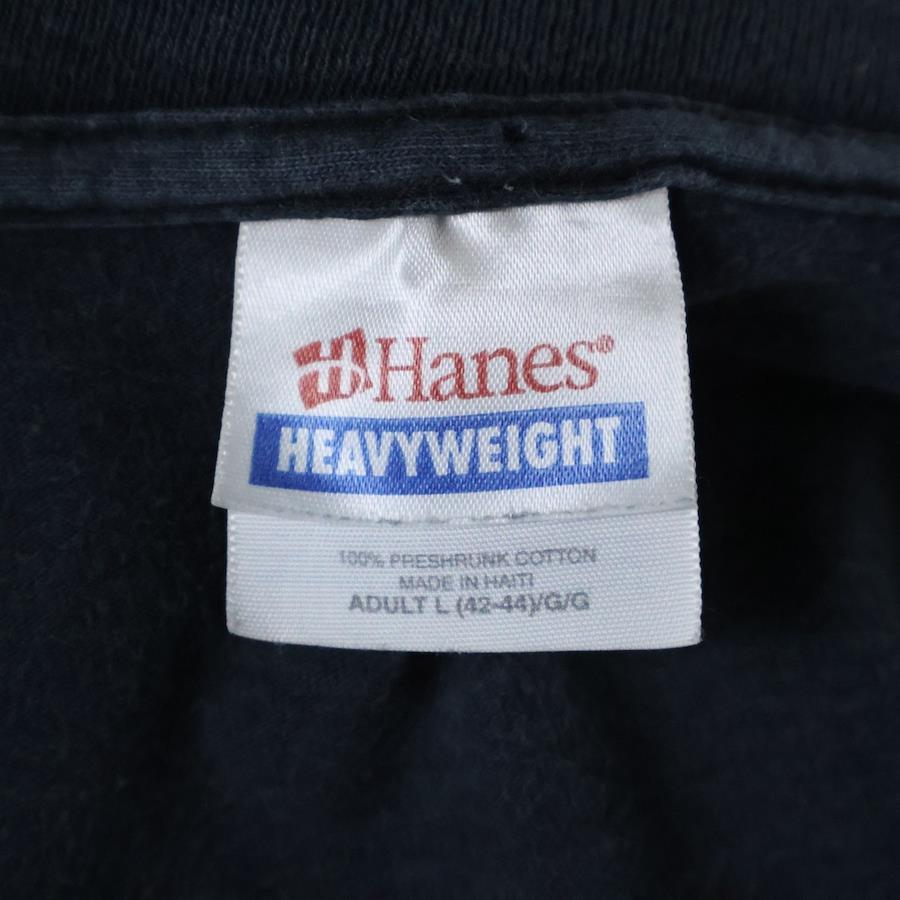 Hanes®
HEAVYWEIGHT
100% PRESHRUNK COTTON
MADE IN HAITI
ADULT L (42-44)/G/G